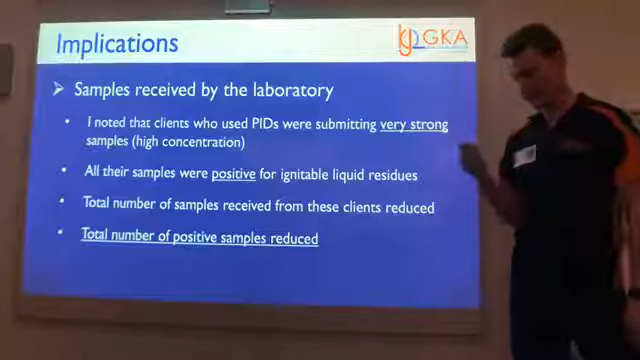 Implications
GKA
Samples received by the laboratory
I noted that clients who used PIDs were submitting very strong
samples (high concentration)
All their samples were positive for ignitable liquid residues
Total number of samples received from these clients reduced
Total number of positive samples reduced